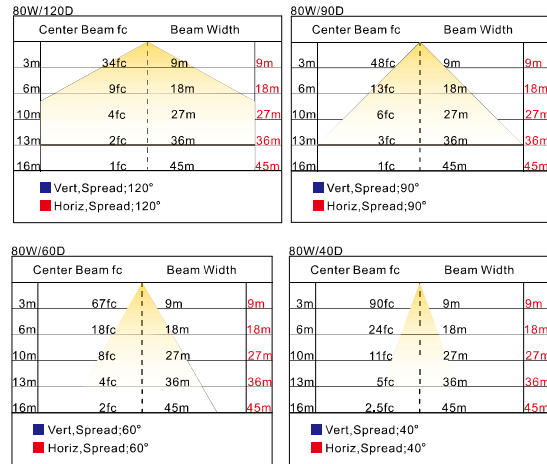 80W/120D
Center Beam fc Beam Width
3m 34fc 9m 9m
6m 9fc 18m 18m
10m 4fc 27m 27m
13m 2fc 36m 36m
16m 1fc 45m 45m
Vert,Spread;120°
Horiz,Spread;120°
80W/90D
Center Beam fc Beam Width
3m 48fc 9m 9m
6m 13fc 18m 18m
10m 6fc 27m 27m
13m 3fc 36m 36m
16m 1fc 45m 45m
Vert,Spread;90°
Horiz,Spread;90°
80W/60D
Center Beam fc Beam Width
3m 67fc 9m 9m
6m 18fc 18m 18m
10m 8fc 27m 27m
13m 4fc 36m 36m
16m 2fc 45m 45m
Vert,Spread;60°
Horiz,Spread;60°
80W/40D
Center Beam fc Beam Width
3m 90fc 9m 9m
6m 24fc 18m 18m
10m 11fc 27m 27m
13m 5fc 36m 36m
16m 2.5fc 45m 45m
Vert,Spread;40°
Horiz,Spread;40°